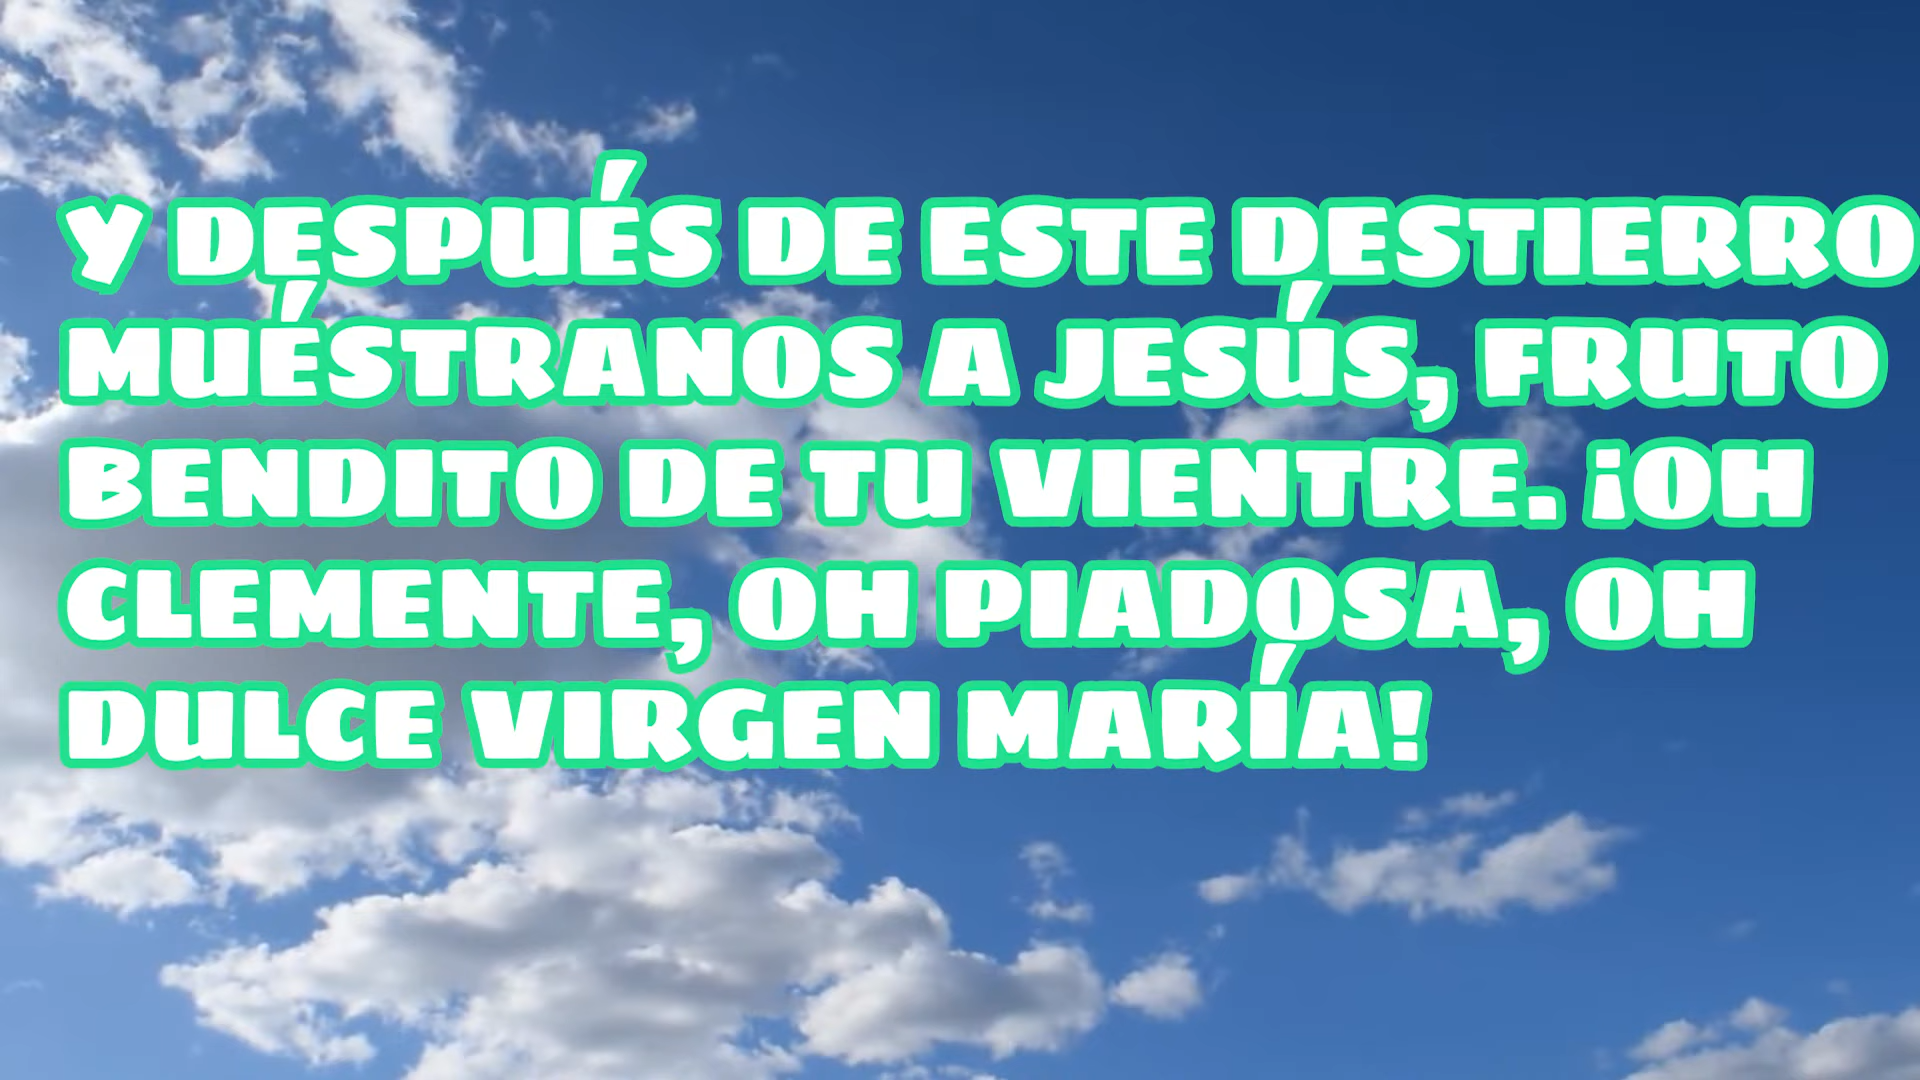 Y DESPUÉS DE ESTE DESTIERRO
MUÉSTRANOS A JESÚS, FRUTO
BENDITO DE TU VIENTRE. ¡OH
CLEMENTE, OH PIADOSA, OH
DULCE VIRGEN MARÍA!